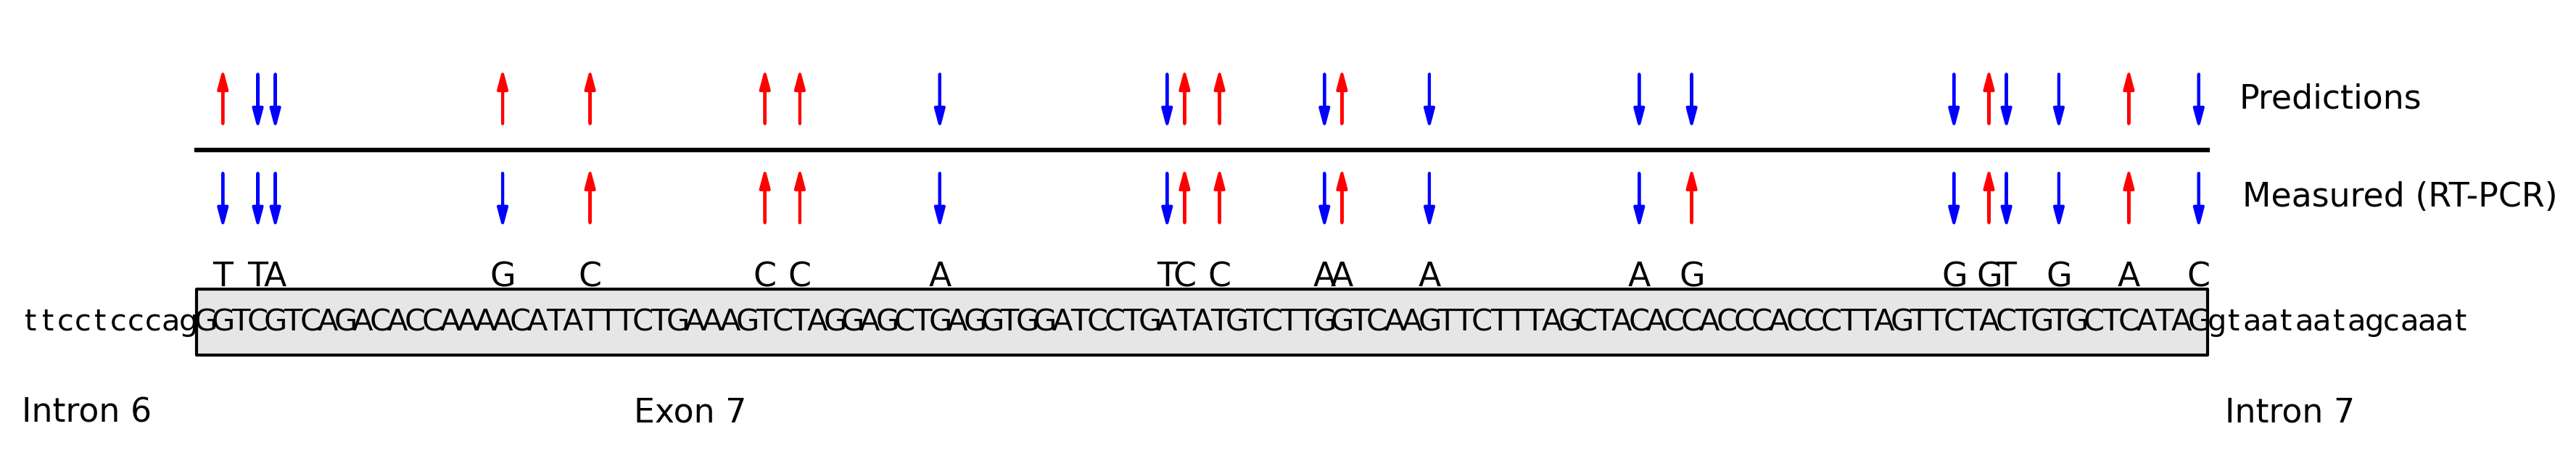 Predictions
Measured (RT-PCR)
T TA G C C C A TC C AA A A G G GT G A C
ttcctcccagGGTCGTCAGACACCAAAACATATTTCTGAAAGTCTAGGAGCTGAGGTGGATCCTGATATGTCTTGGTCAAGTTCTTTAGCTACACCACCCACCCTTAGTTCTACTGTGCTCATAGgtaataatagcaaat
Intron 6 Exon 7 Intron 7